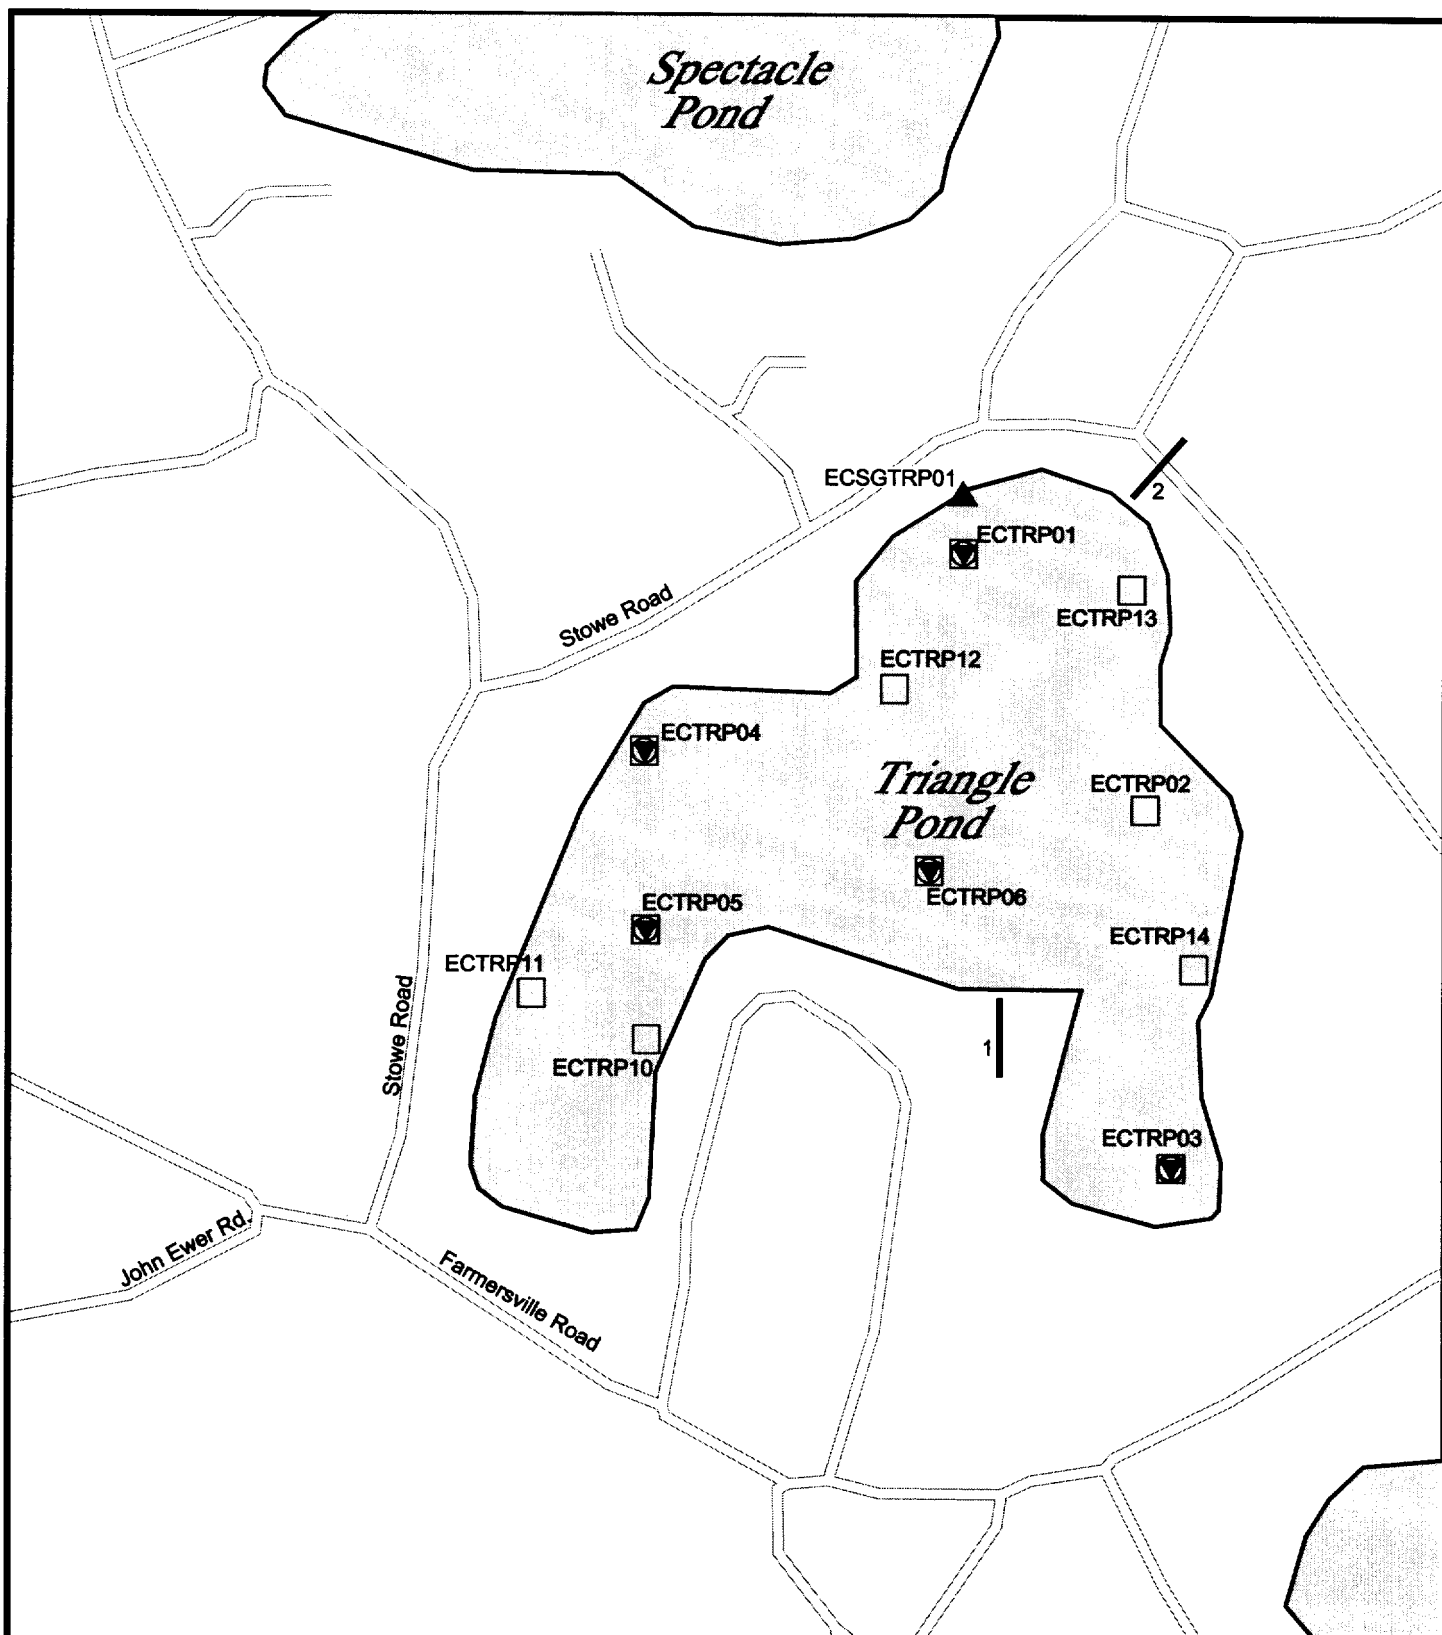 Spectacle
Pond
ECSGTRP01
2
ECTRP01
ECTRP13
Stowe Road
ECTRP12
ECTRP04
Triangle
Pond
ECTRP02
ECTRP06
ECTRP05
ECTRP14
ECTRP11
Stowe Road
1
ECTRP10
ECTRP03
John Ewer Rd.
Farmersville Road